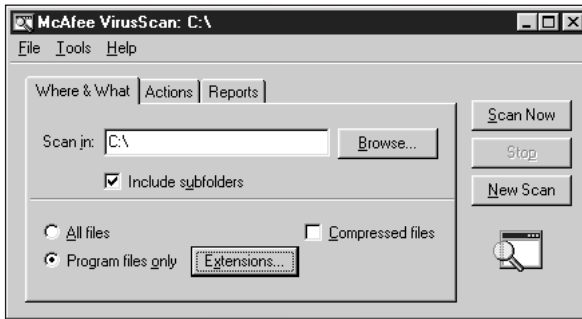 McAfee VirusScan: C:\
File Tools Help
Where & What Actions Reports
Scan in: C:\ Browse...
Include subfolders
All files Compressed files
Program files only Extensions...
Scan Now
Stop
New Scan